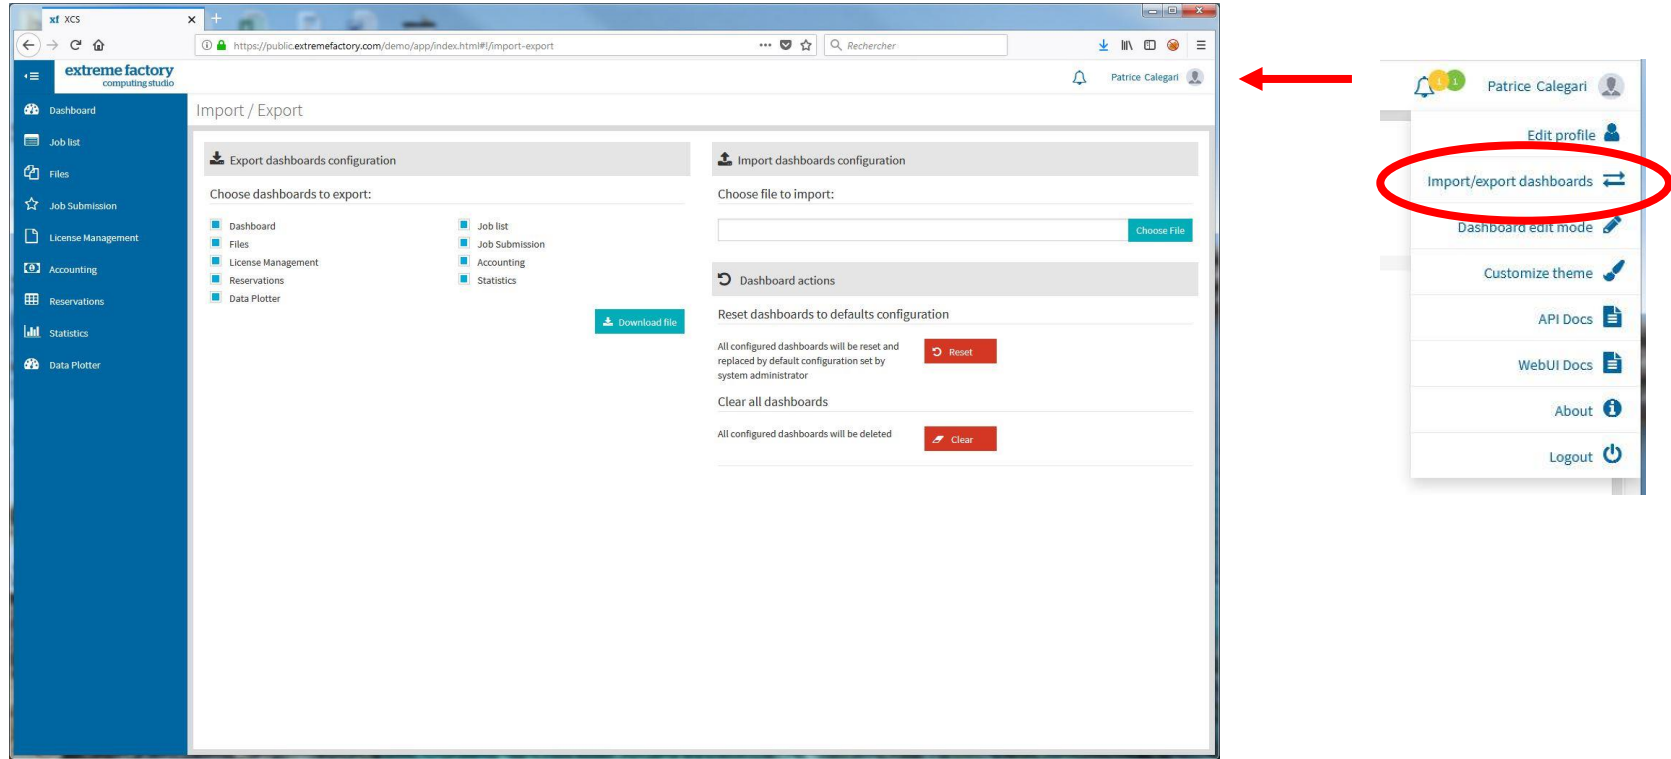 xf XCS
https://public.extremefactory.com/demo/app/index.html#!/import-export
Rechercher
extreme factory
computing studio
Patrice Calegari
Dashboard
Job list
Files
Job Submission
License Management
Accounting
Reservations
Statistics
Data Plotter
Import / Export
Export dashboards configuration
Choose dashboards to export:
Dashboard
Job list
Files
Job Submission
License Management
Accounting
Reservations
Statistics
Data Plotter
Download file
Import dashboards configuration
Choose file to import:
Choose File
Dashboard actions
Reset dashboards to defaults configuration
All configured dashboards will be reset and
replaced by default configuration set by
system administrator
Reset
Clear all dashboards
All configured dashboards will be deleted
Clear
1 1
Patrice Calegari
Edit profile
Import/export dashboards
Dashboard edit mode
Customize theme
API Docs
WebUI Docs
About
Logout